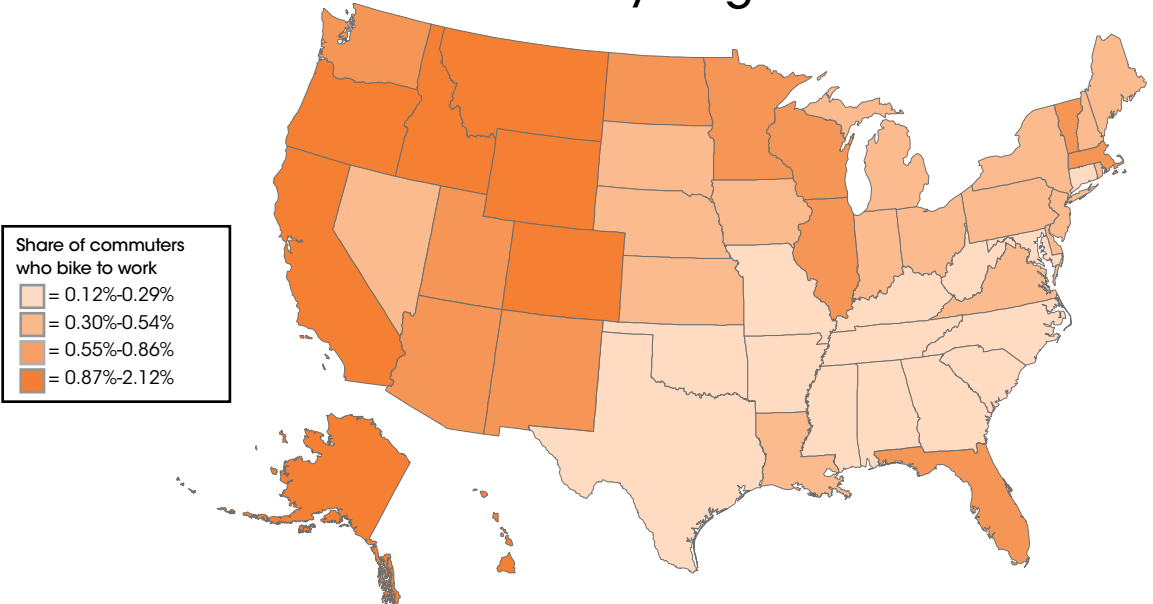 Share of commuters
who bike to work
= 0.12%-0.29%
= 0.30%-0.54%
= 0.55%-0.86%
= 0.87%-2.12%